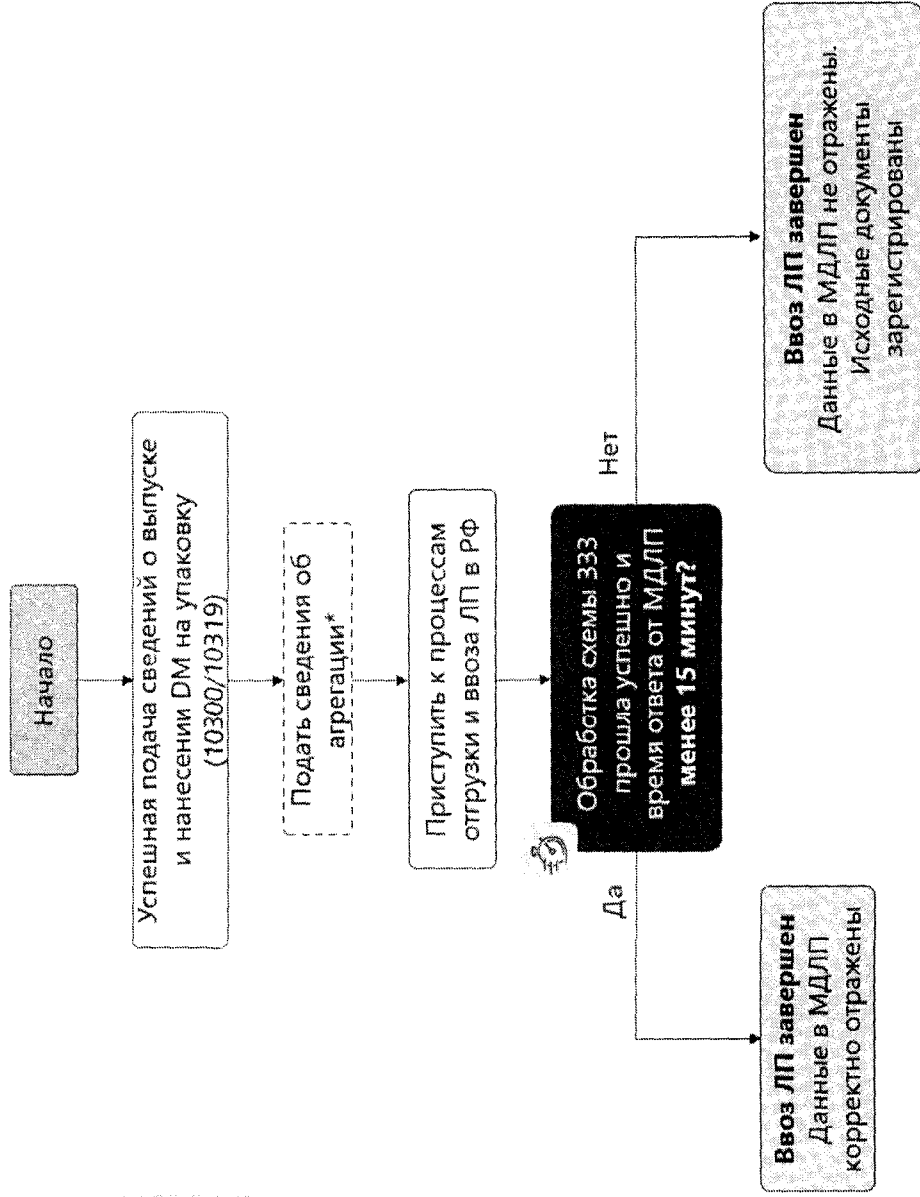 Начало
Успешная подача сведений о выпуске
и нанесении DM на упаковку
(10300/10319)
Подать сведения об
агрегации*
Приступить к процессам
отгрузки и ввоза ЛП в РФ
Обработка схемы 333
прошла успешно и
время ответа от МДЛП
менее 15 минут?
Да
Нет
Ввоз ЛП завершен
Данные в МДЛП
корректно отражены
Ввоз ЛП завершен
Данные в МДЛП не отражены.
Исходные документы
зарегистрированы